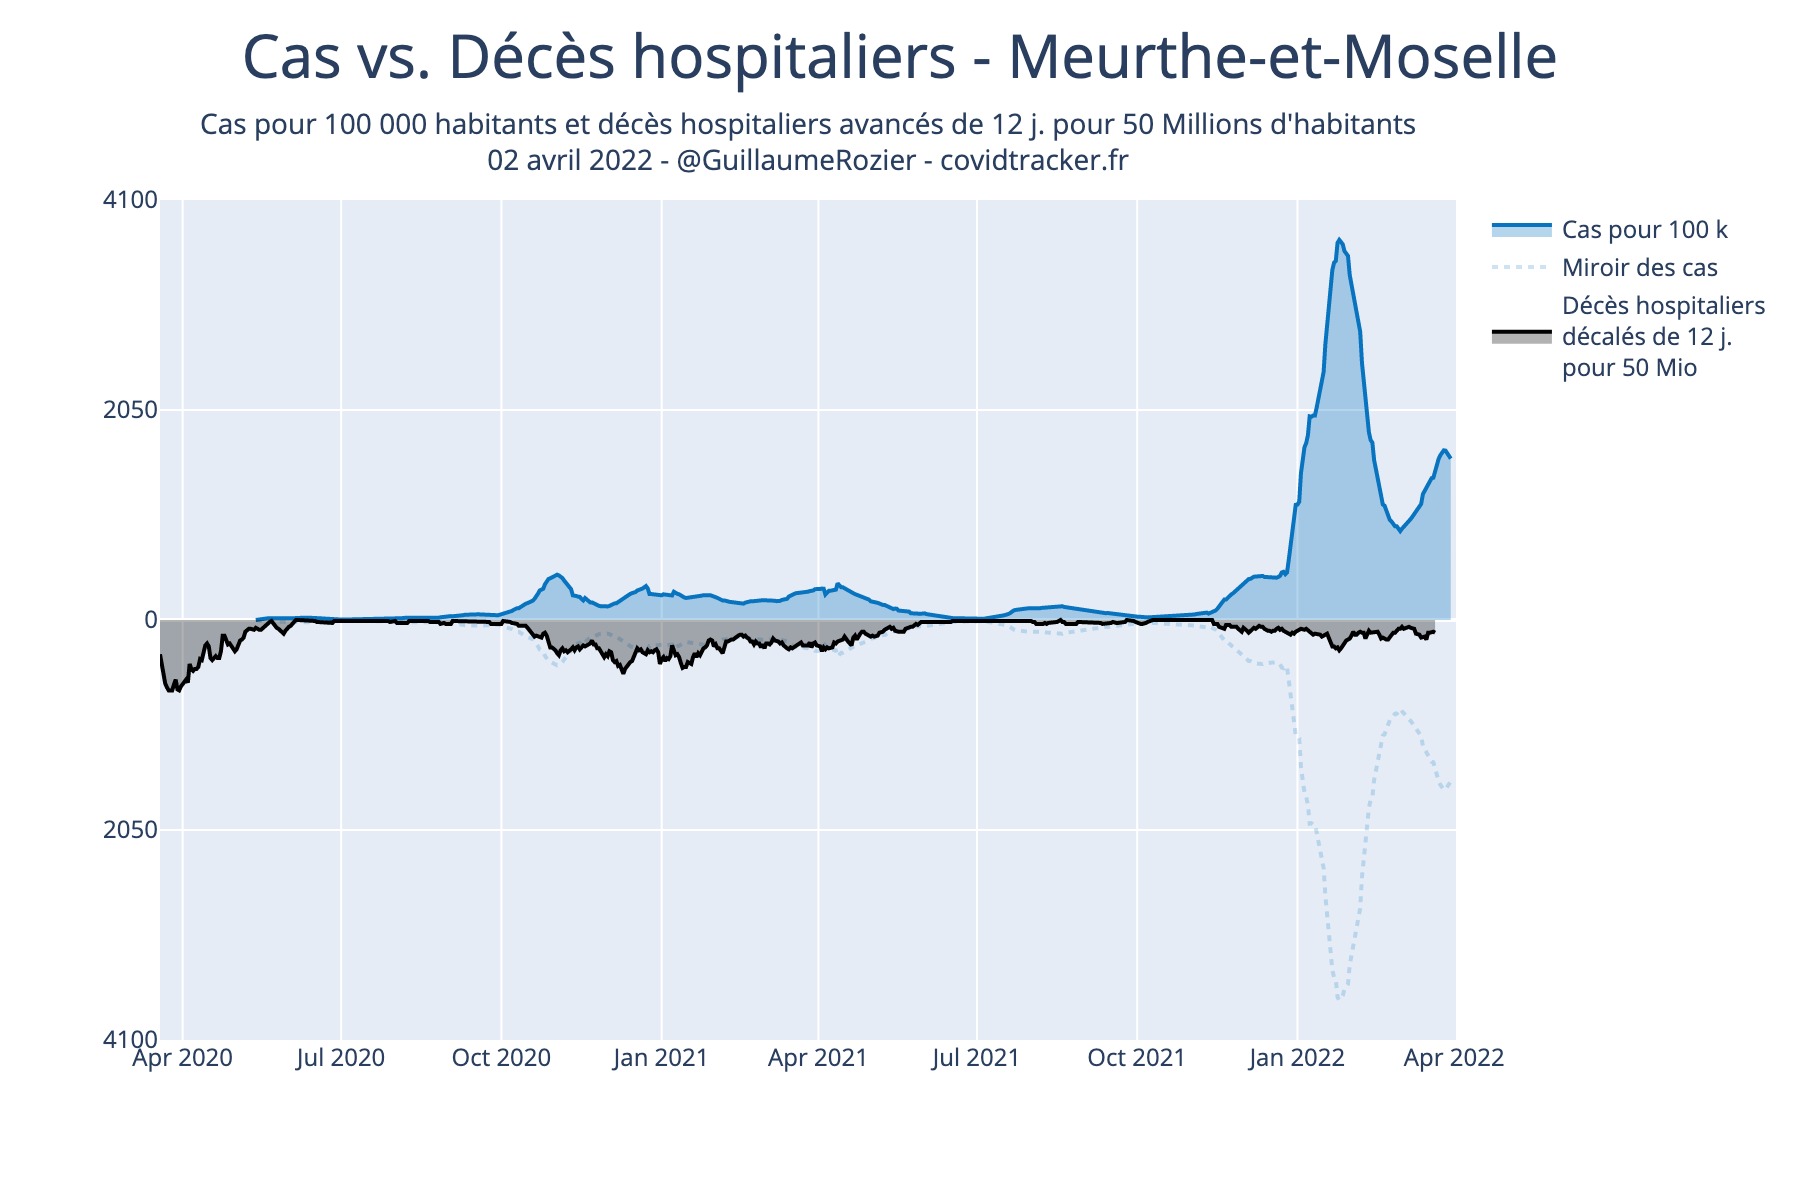 Cas vs. Décès hospitaliers - Meurthe-et-Moselle
Cas pour 100 000 habitants et décès hospitaliers avancés de 12 j. pour 50 Millions d'habitants
02 avril 2022 - @GuillaumeRozier - covidtracker.fr
4100
2050
0
2050
4100
Apr 2020
Jul 2020
Oct 2020
Jan 2021
Apr 2021
Jul 2021
Oct 2021
Jan 2022
Apr 2022
Cas pour 100 k
Miroir des cas
Décès hospitaliers
décalés de 12 j.
pour 50 Mio